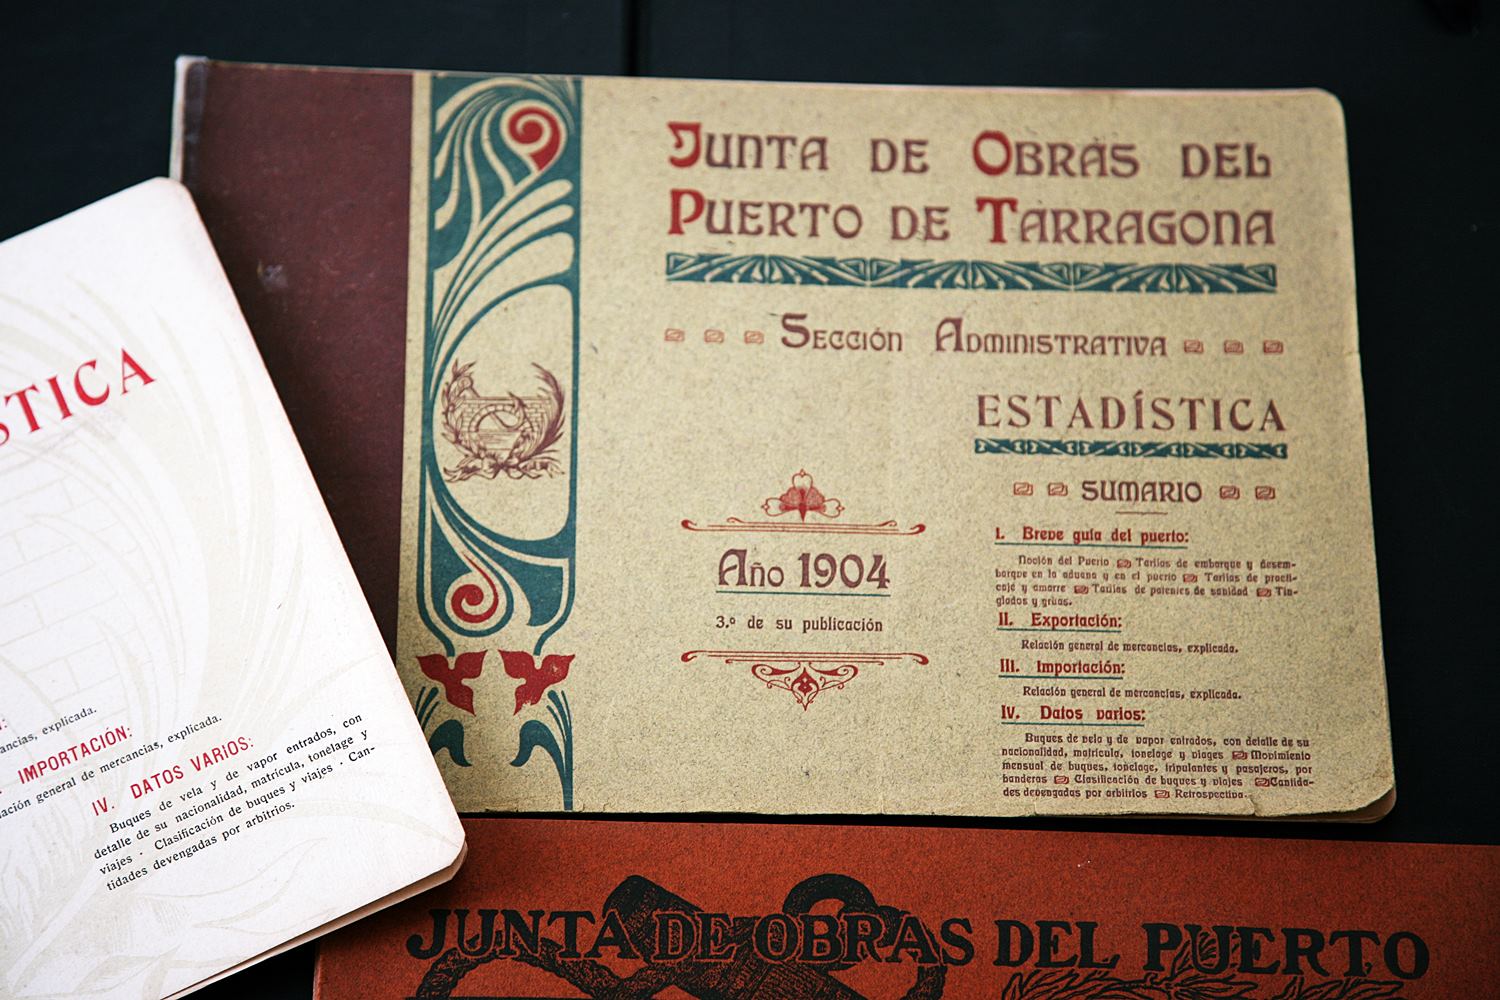 JUNTA DE OBRAS DEL
PUERTO DE TARRAGONA
SECCIÓN ADMINISTRATIVA
ESTADÍSTICA
SUMARIO
I. Breve guía del puerto:
Noción del Puerto Tarifas de embarque y desem-
barque en la aduana y en el puerto Tarifas de practi-
caje y amarre Tarifas de patentes de sanidad Tin-
glados y grúas.
II. Exportación:
Relación general de mercancías, explicada.
III. Importación:
Relación general de mercancías, explicada.
IV. Datos varios:
Buques de vela y de vapor entrados, con detalle de su
nacionalidad, matrícula, tonelage y viages Movimiento
mensual de buques, tonelage, tripulantes y pasajeros, por
banderas Clasificación de buques y viajes Cantida-
des devengadas por arbitrios Retrospectiva.
Año 1904
3.º de su publicación
STICA
ancías, explicada.
IMPORTACIÓN:
lación general de mercancías, explicada.
IV. DATOS VARIOS:
Buques de vela y de vapor entrados, con
detalle de su nacionalidad, matrícula, tonelage y
viajes · Clasificación de buques y viajes · Can-
tidades devengadas por arbitrios.
JUNTA DE OBRAS DEL PUERTO